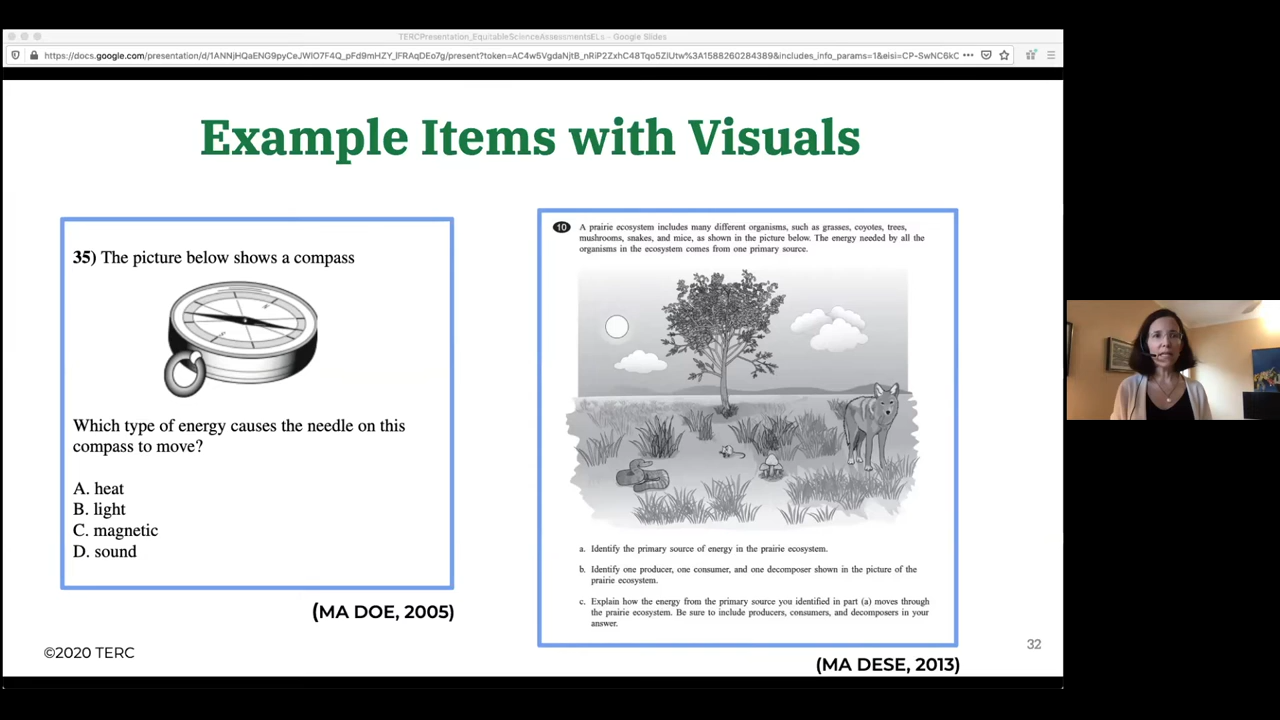 TERCPresentation_EquitableScienceAssessmentsELs - Google Slides
Example Items with Visuals
35) The picture below shows a compass
Which type of energy causes the needle on this
compass to move?
A. heat
B. light
C. magnetic
D. sound
(MA DOE, 2005)
10 A prairie ecosystem includes many different organisms, such as grasses, coyotes, trees,
mushrooms, snakes, and mice, as shown in the picture below. The energy needed by all the
organisms in the ecosystem comes from one primary source.
a. Identify the primary source of energy in the prairie ecosystem.
b. Identify one producer, one consumer, and one decomposer shown in the picture of the
prairie ecosystem.
c. Explain how the energy from the primary source you identified in part (a) moves through
the prairie ecosystem. Be sure to include producers, consumers, and decomposers in your
answer.
(MA DESE, 2013)
©2020 TERC
32